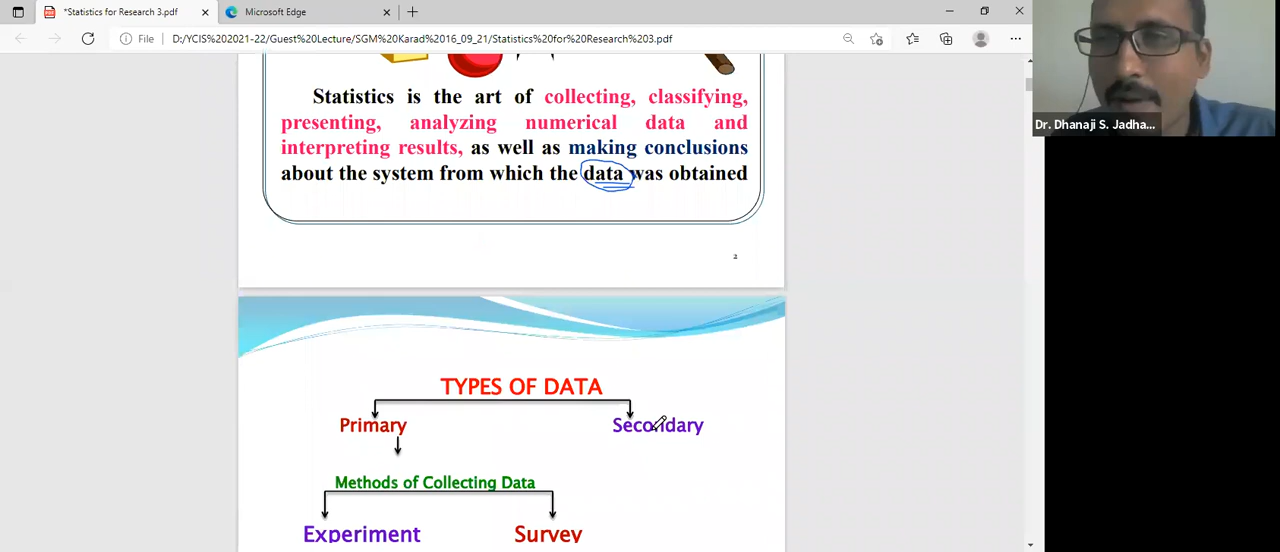 *Statistics for Research 3.pdf
Microsoft Edge
File
D:/YCIS%202021-22/Guest%20Lecture/SGM%20Karad%2016_09_21/Statistics%20for%20Research%203.pdf
Statistics is the art of collecting, classifying,
presenting, analyzing numerical data and
interpreting results, as well as making conclusions
about the system from which the data was obtained
2
Dr. Dhanaji S. Jadha...
TYPES OF DATA
Primary Secondary
Methods of Collecting Data
Experiment Survey